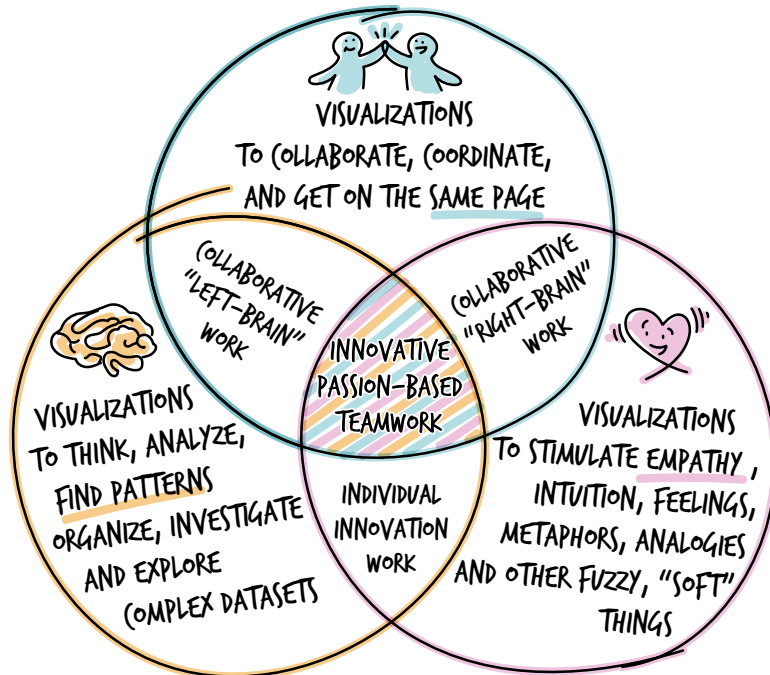 VISUALIZATIONS
TO COLLABORATE, COORDINATE,
AND GET ON THE SAME PAGE
COLLABORATIVE
"LEFT-BRAIN"
WORK
COLLABORATIVE
"RIGHT-BRAIN"
WORK
INNOVATIVE
PASSION-BASED
TEAMWORK
VISUALIZATIONS
TO THINK, ANALYZE,
FIND PATTERNS
ORGANIZE, INVESTIGATE
AND EXPLORE
COMPLEX DATASETS
INDIVIDUAL
INNOVATION
WORK
VISUALIZATIONS
TO STIMULATE EMPATHY,
INTUITION, FEELINGS,
METAPHORS, ANALOGIES
AND OTHER FUZZY, "SOFT"
THINGS